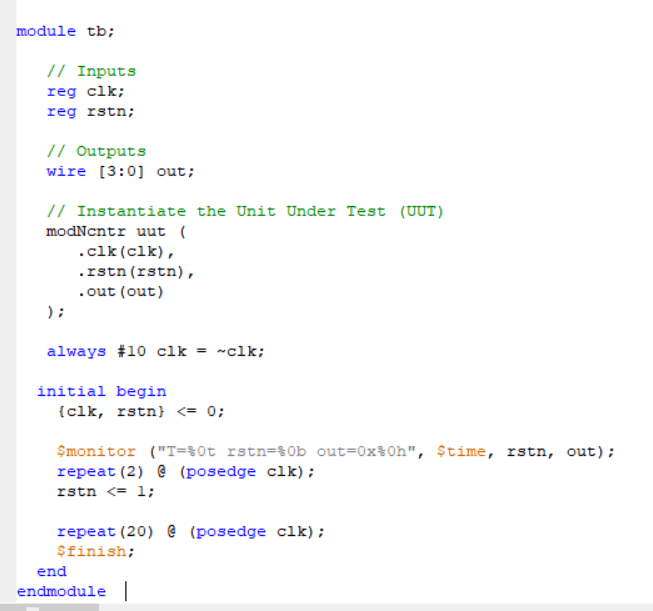 module tb;
// Inputs
reg clk;
reg rstn;
// Outputs
wire [3:0] out;
// Instantiate the Unit Under Test (UUT)
modNcntr uut (
.clk(clk),
.rstn(rstn),
.out(out)
);
always #10 clk = ~clk;
initial begin
{clk, rstn} <= 0;
$monitor ("T=%0t rstn=%0b out=0x%0h", $time, rstn, out);
repeat(2) @ (posedge clk);
rstn <= 1;
repeat(20) @ (posedge clk);
$finish;
end
endmodule